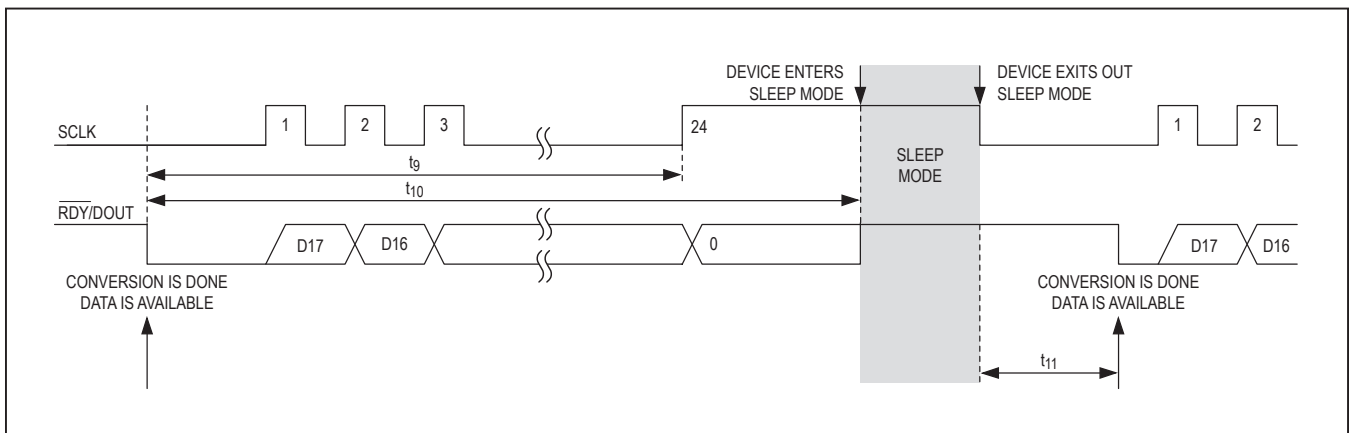 DEVICE ENTERS
SLEEP MODE
DEVICE EXITS OUT
SLEEP MODE
SCLK
1
2
3
24
1
2
SLEEP
MODE
t9
t10
RDY/DOUT
D17
D16
0
D17
D16
CONVERSION IS DONE
DATA IS AVAILABLE
CONVERSION IS DONE
DATA IS AVAILABLE
t11